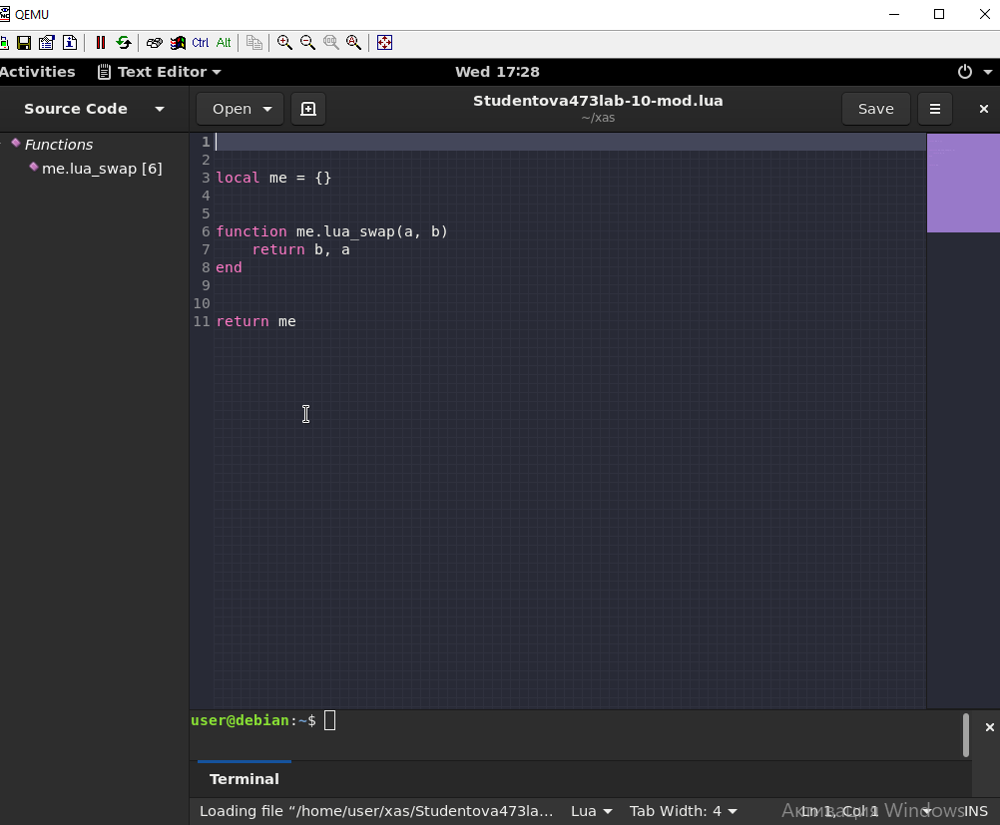 QEMU
Ctrl Alt
Activities Text Editor Wed 17:28
Source Code Open Studentova473lab-10-mod.lua Save
~/xas
Functions
me.lua_swap [6]
1
2
3 local me = {}
4
5
6 function me.lua_swap(a, b)
7 return b, a
8 end
9
10
11 return me
user@debian:~$
Terminal
Loading file “/home/user/xas/Studentova473la... Lua Tab Width: 4 Ln 1, Col 1 INS
Активация Windows